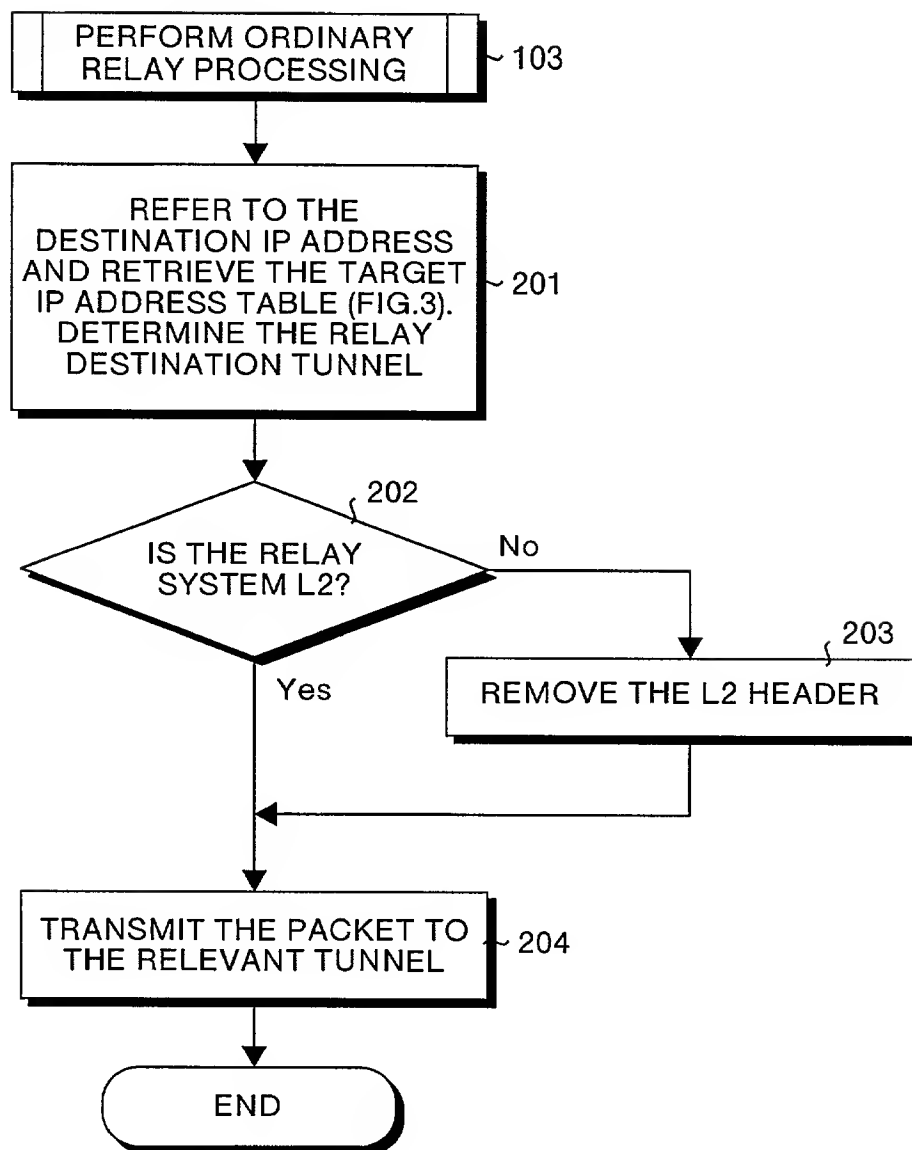 PERFORM ORDINARY
RELAY PROCESSING
103
REFER TO THE
DESTINATION IP ADDRESS
AND RETRIEVE THE TARGET
IP ADDRESS TABLE (FIG.3).
DETERMINE THE RELAY
DESTINATION TUNNEL
201
202
IS THE RELAY
SYSTEM L2?
No
Yes
203
REMOVE THE L2 HEADER
TRANSMIT THE PACKET TO
THE RELEVANT TUNNEL
204
END